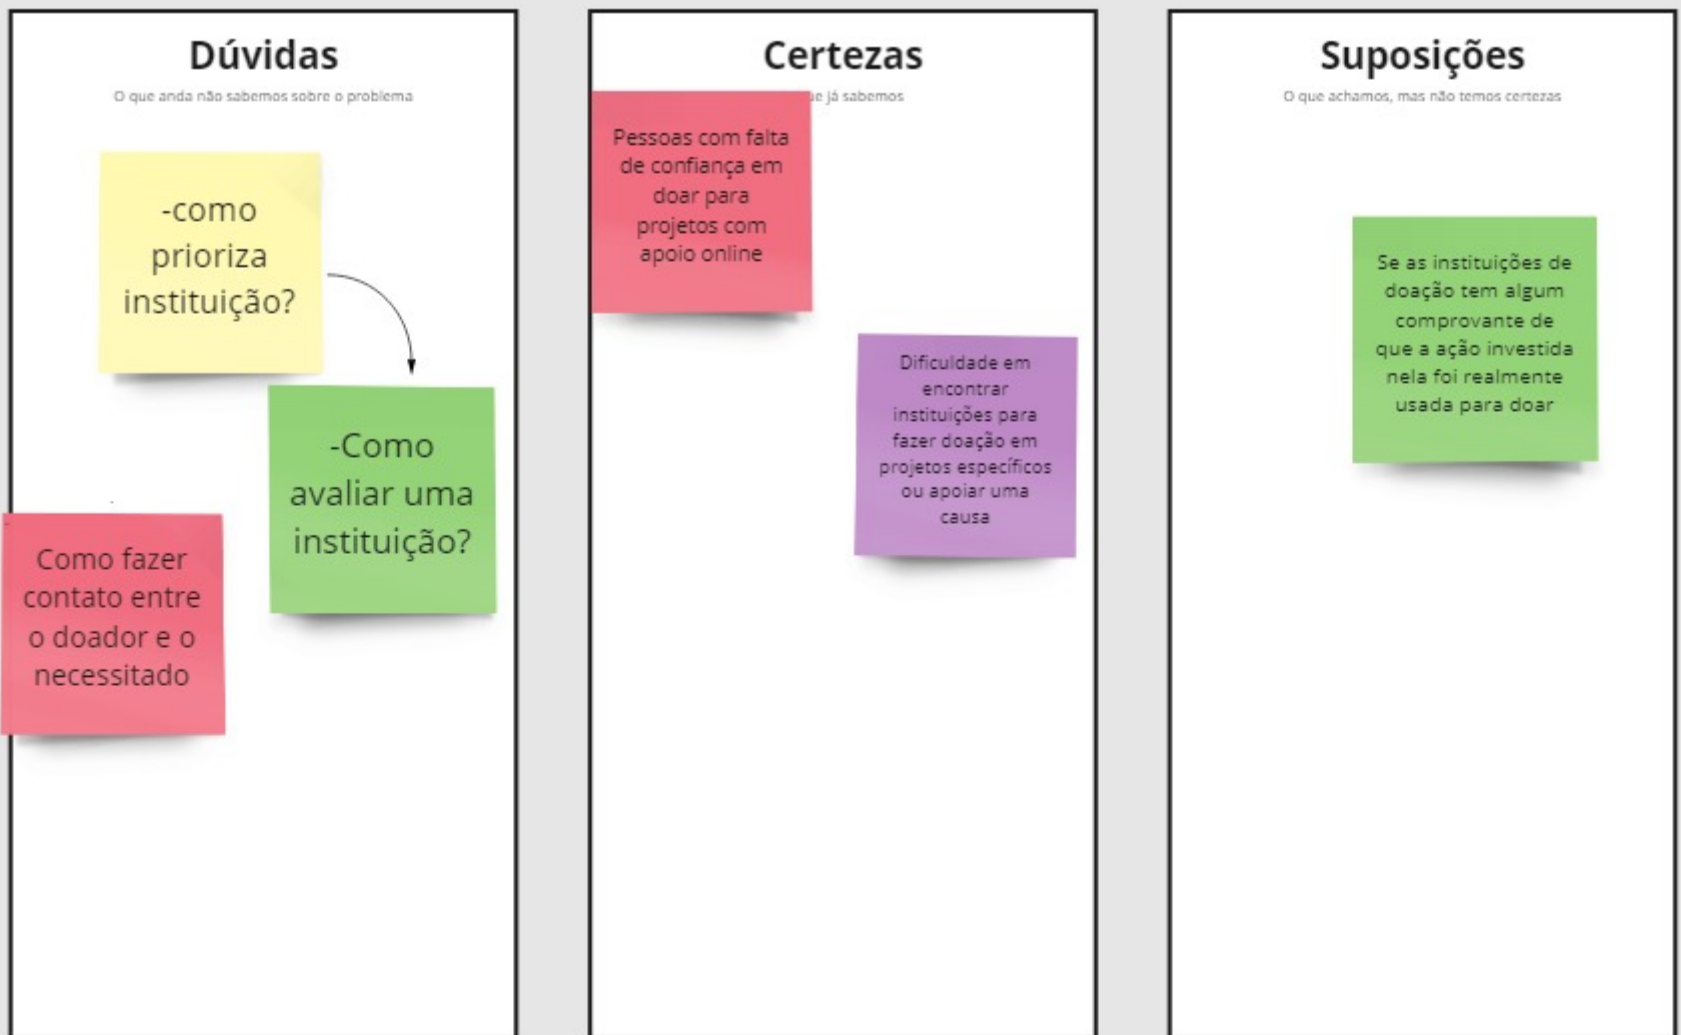 Dúvidas
O que anda não sabemos sobre o problema
-como
prioriza
instituição?
-Como
avaliar uma
instituição?
Como fazer
contato entre
o doador e o
necessitado
Certezas
já sabemos
Pessoas com falta
de confiança em
doar para
projetos com
apoio online
Dificuldade em
encontrar
instituições para
fazer doação em
projetos específicos
ou apoiar uma
causa
Suposições
O que achamos, mas não temos certezas
Se as instituições de
doação tem algum
comprovante de
que a ação investida
nela foi realmente
usada para doar